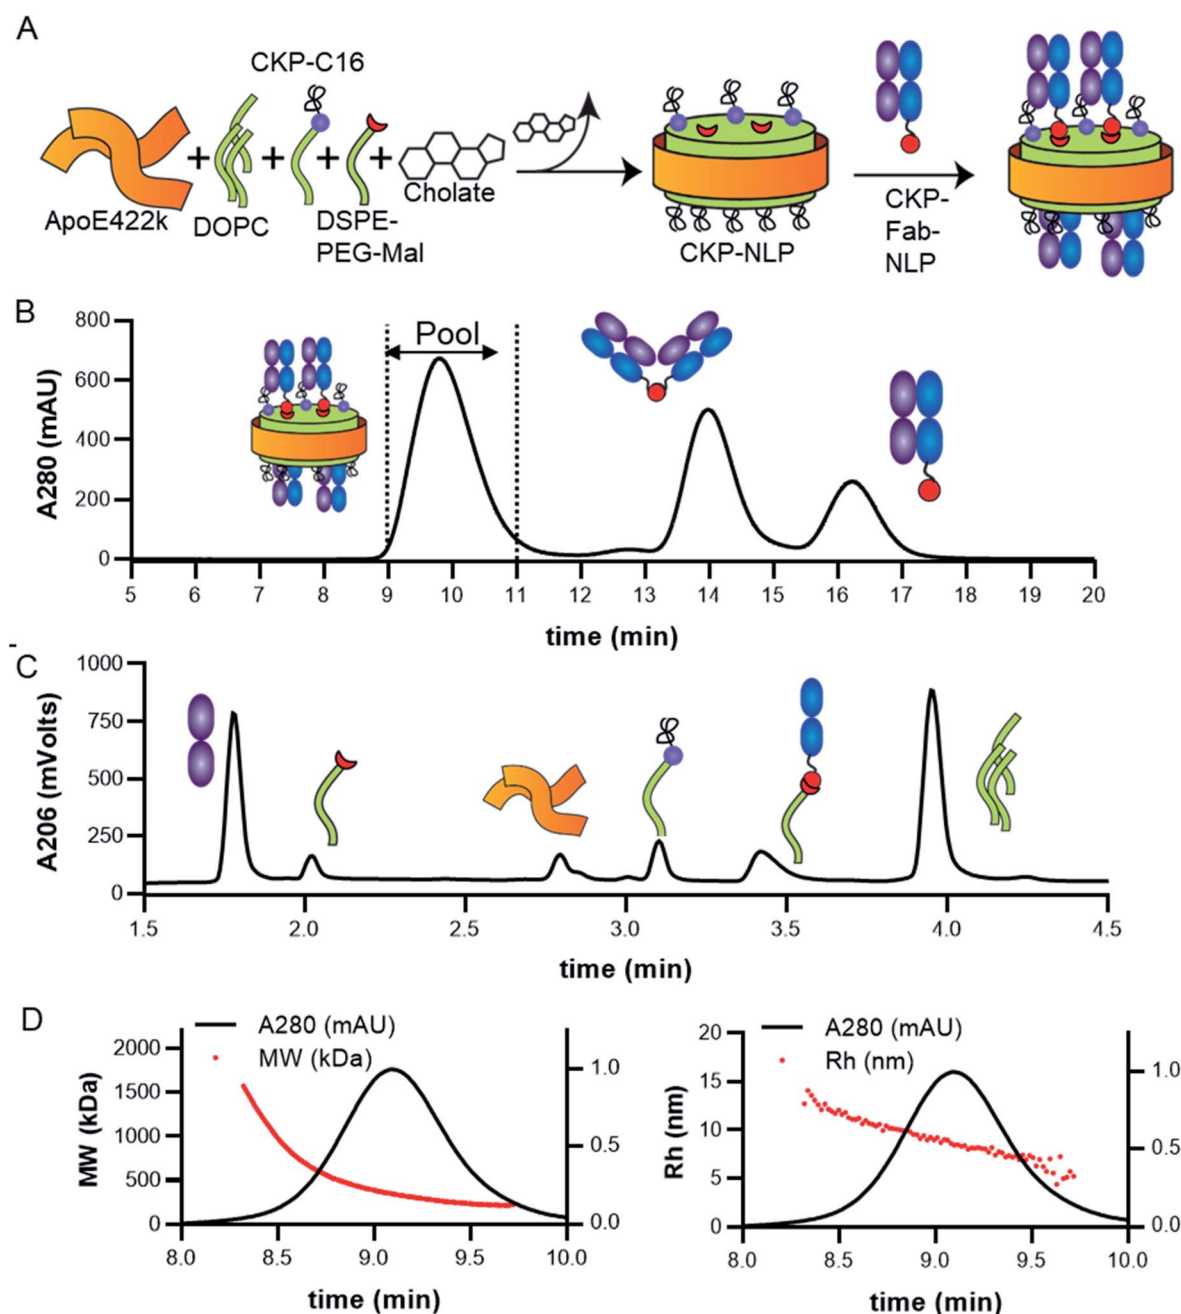 A
CKP-C16
+
+
+
+
ApoE422k
DOPC
DSPE-
PEG-Mal
Cholate
CKP-NLP
CKP-
Fab-
NLP
B
Pool
A280 (mAU)
800
600
400
200
0
5 6 7 8 9 10 11 12 13 14 15 16 17 18 19 20
time (min)
-
C
A206 (mVolts)
1000
750
500
250
0
1.5 2.0 2.5 3.0 3.5 4.0 4.5
time (min)
D
A280 (mAU)
MW (kDa)
MW (kDa)
2000
1500
1000
500
0
1.0
0.5
0.0
8.0 8.5 9.0 9.5 10.0
time (min)
A280 (mAU)
Rh (nm)
Rh (nm)
20
15
10
5
0
1.0
0.5
0.0
8.0 8.5 9.0 9.5 10.0
time (min)